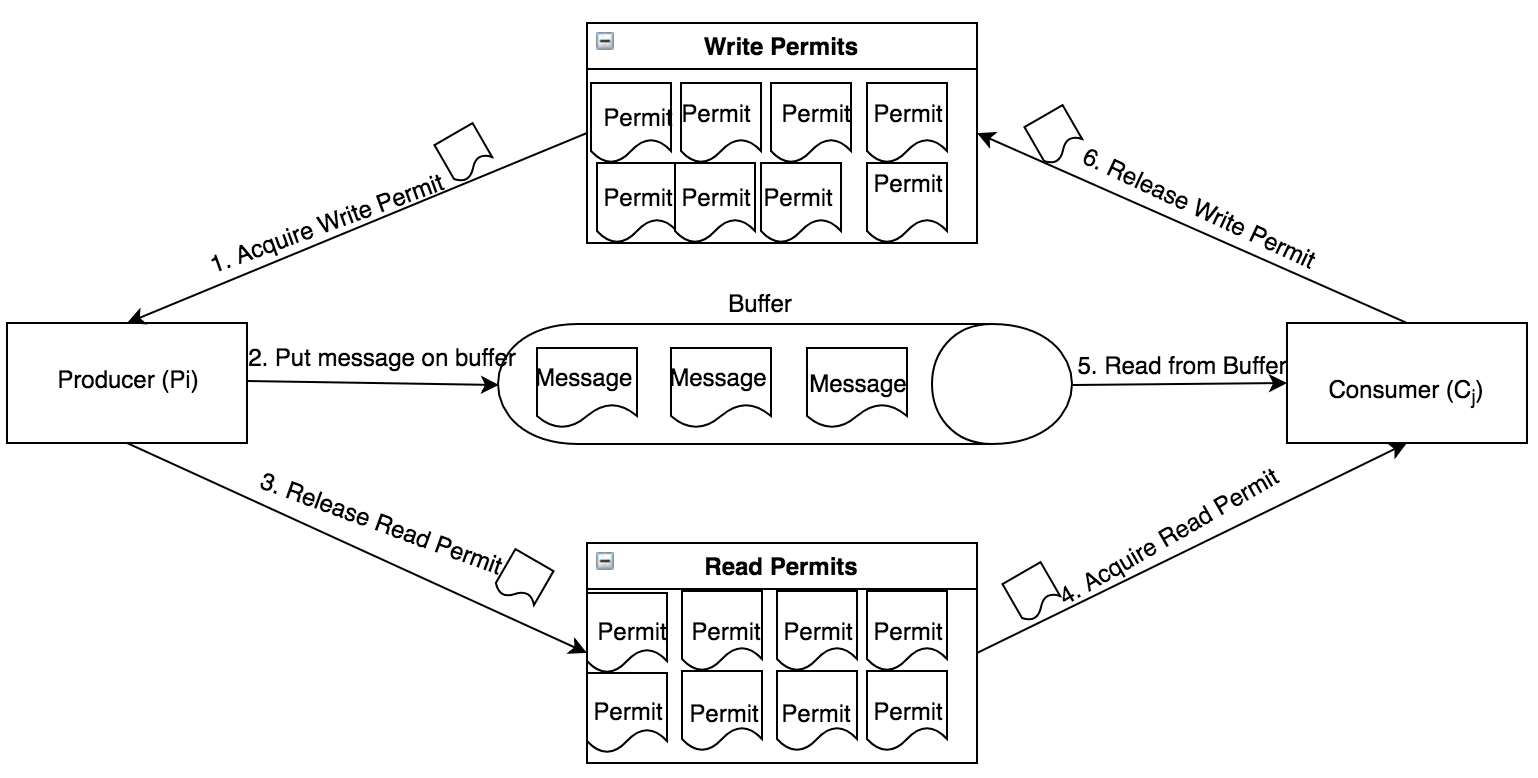 Write Permits
Permit Permit Permit Permit
Permit Permit Permit Permit
1. Acquire Write Permit
6. Release Write Permit
Buffer
Producer (Pi)
2. Put message on buffer
Message Message Message
5. Read from Buffer
Consumer (Cj)
3. Release Read Permit
4. Acquire Read Permit
Read Permits
Permit Permit Permit Permit
Permit Permit Permit Permit